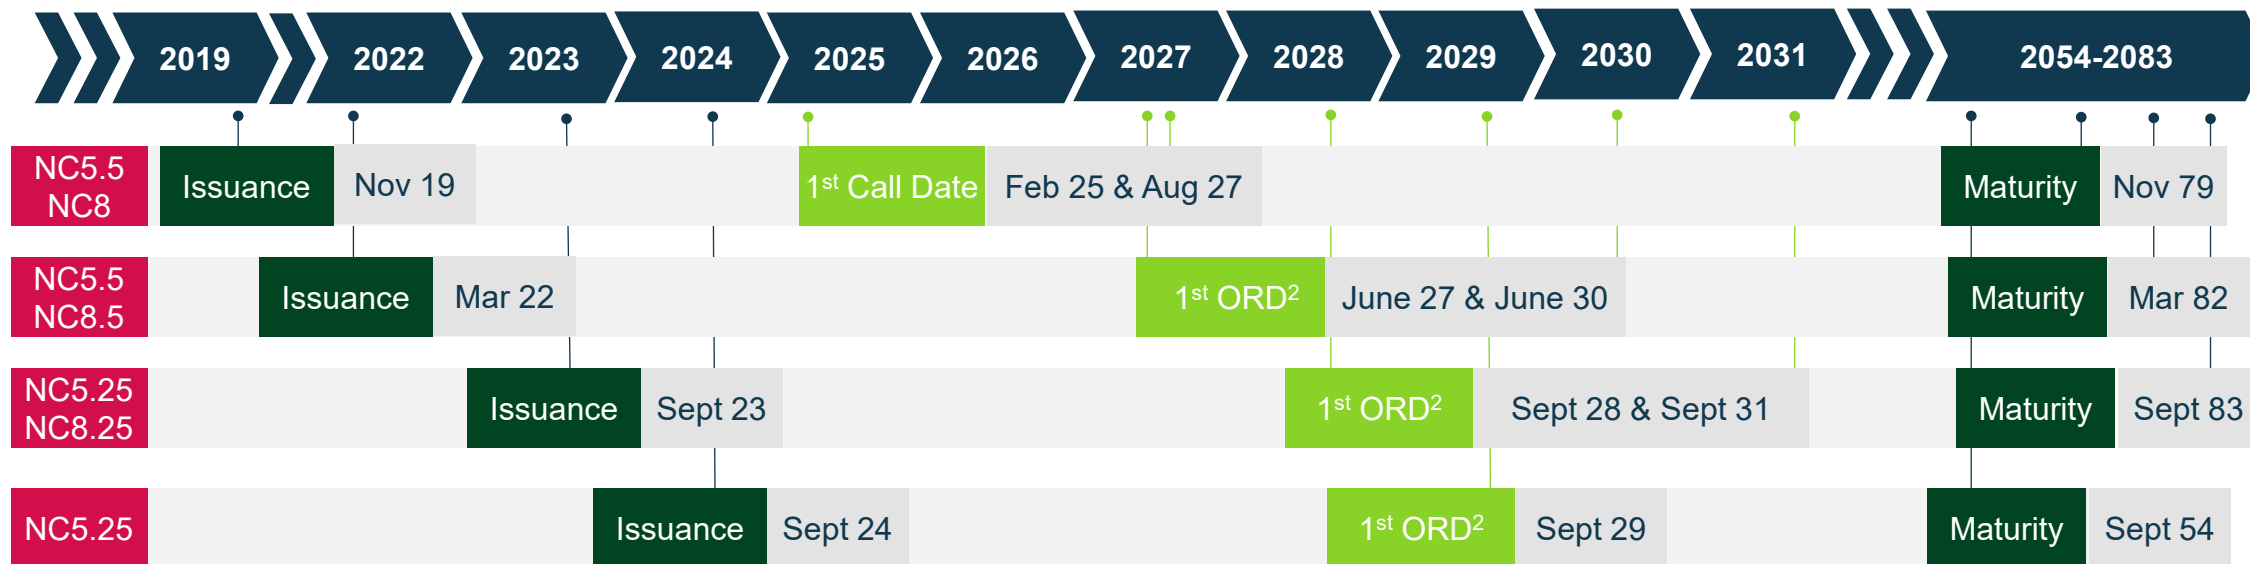 2019 2022 2023 2024 2025 2026 2027 2028 2029 2030 2031 2054-2083
NC5.5
NC8
Issuance Nov 19 1st Call Date Feb 25 & Aug 27 Maturity Nov 79
NC5.5
NC8.5
Issuance Mar 22 1st ORD2 June 27 & June 30 Maturity Mar 82
NC5.25
NC8.25
Issuance Sept 23 1st ORD2 Sept 28 & Sept 31 Maturity Sept 83
NC5.25 Issuance Sept 24 1st ORD2 Sept 29 Maturity Sept 54